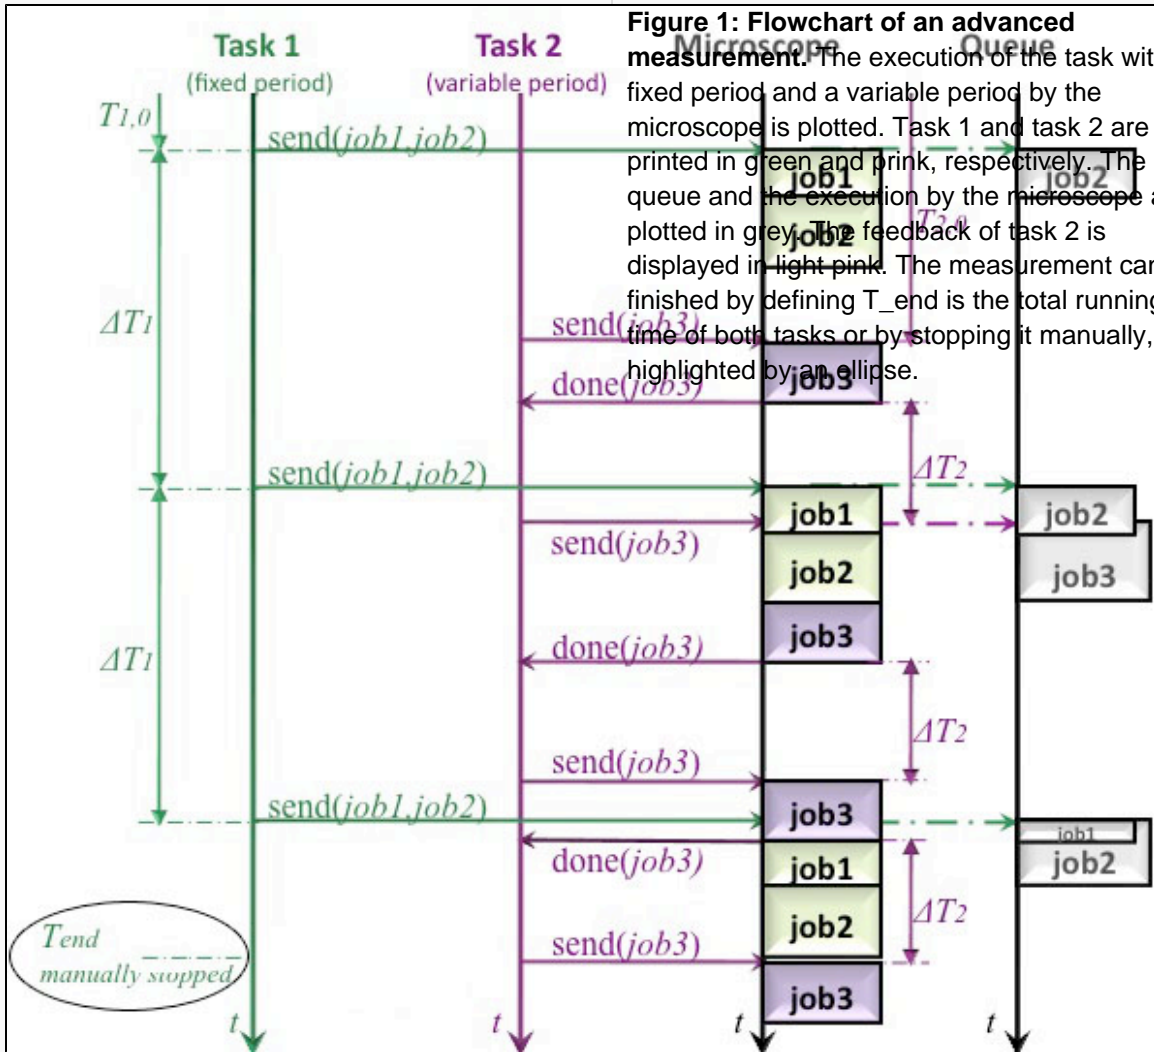 Figure 1: Flowchart of an advanced
measurement. The execution of the task wit
fixed period and a variable period by the
microscope is plotted. Task 1 and task 2 are
printed in green and prink, respectively. The
queue and the execution by the microscope a
plotted in grey. The feedback of task 2 is
displayed in light pink. The measurement can
finished by defining T_end is the total running
time of both tasks or by stopping it manually,
highlighted by an ellipse.
Task 1
(fixed period)
Task 2
(variable period)
Microscope
Queue
T1,0
send(job1,job2)
job1
job2
job2
T2,0
ΔT1
send(job3)
job3
done(job3)
ΔT2
send(job1,job2)
job1
job2
send(job3)
job2
job3
job3
ΔT1
done(job3)
ΔT2
send(job3)
send(job1,job2)
job3
job1
job2
done(job3)
job1
ΔT2
job2
Tend
manually stopped
send(job3)
job3
t
t
t
t